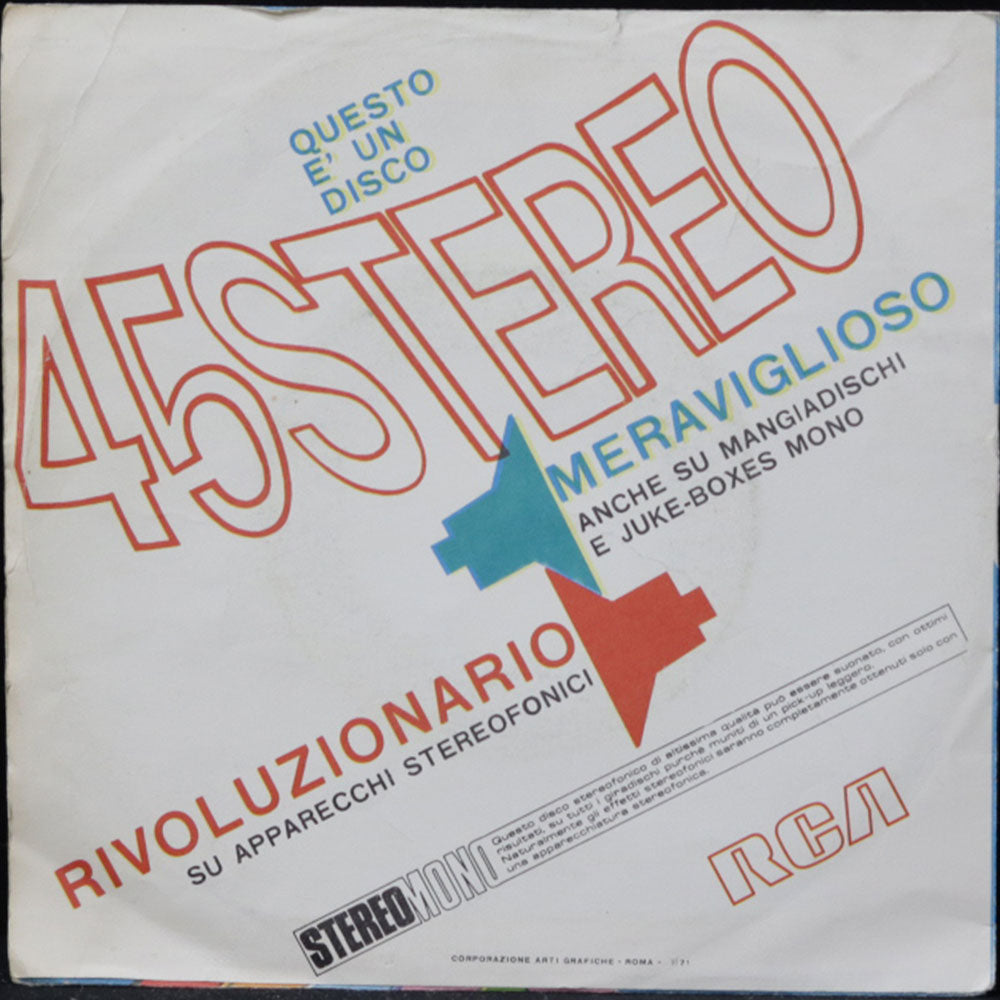 QUESTO
E' UN
DISCO
45STEREO
MERAVIGLIOSO
ANCHE SU MANGIADISCHI
E JUKE-BOXES MONO
RIVOLUZIONARIO
SU APPARECCHI STEREOFONICI
STEREOMONO
Questo disco stereofonico di altissima qualità può essere suonato, con ottimi
risultati, su tutti i giradischi purché muniti di un pick-up leggero.
Naturalmente gli effetti stereofonici saranno completamente ottenuti solo con
una apparecchiatura stereofonica.
RCA
CORPORAZIONE ARTI GRAFICHE - ROMA -